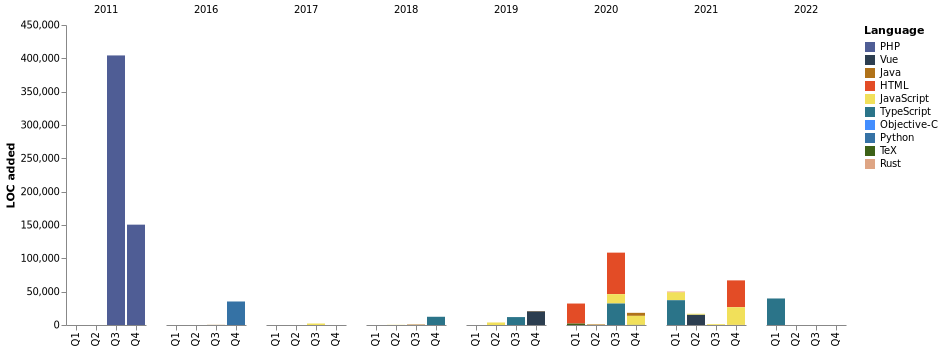 2011 2016 2017 2018 2019 2020 2021 2022
450,000
400,000
350,000
300,000
250,000
200,000
150,000
100,000
50,000
0
LOC added
Q1 Q2 Q3 Q4 Q1 Q2 Q3 Q4 Q1 Q2 Q3 Q4 Q1 Q2 Q3 Q4 Q1 Q2 Q3 Q4 Q1 Q2 Q3 Q4 Q1 Q2 Q3 Q4 Q1 Q2 Q3 Q4
Language
PHP
Vue
Java
HTML
JavaScript
TypeScript
Objective-C
Python
TeX
Rust